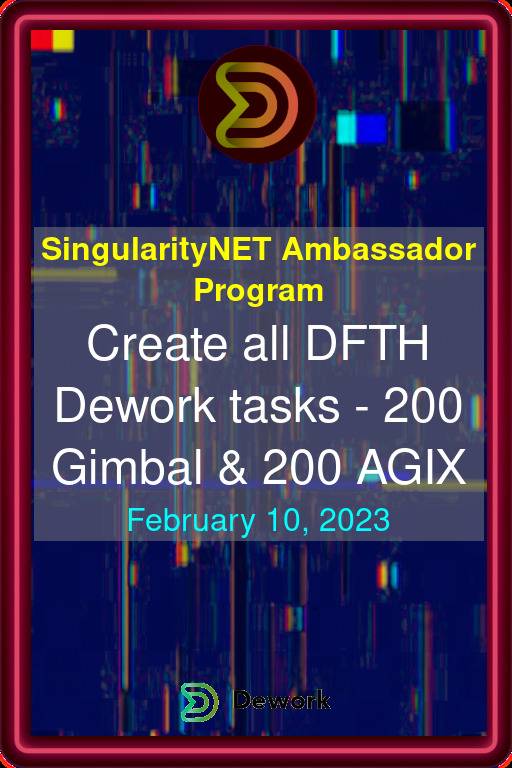 SingularityNET Ambassador
Program
Create all DFTH
Dework tasks - 200
Gimbal & 200 AGIX
February 10, 2023
Dework